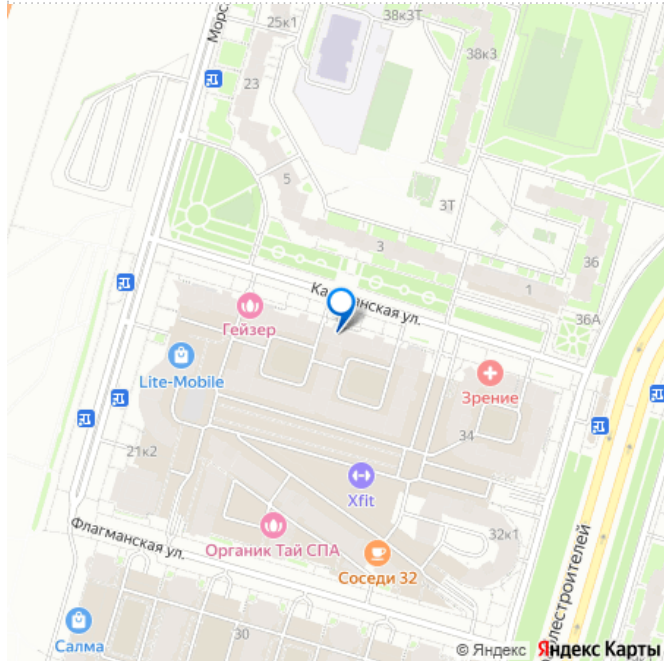 25к1
38к3Т
Морс
38к3
23
5
3Т
3
36
1
Ка
манская ул.
36А
Гейзер
Lite-Mobile
Зрение
34
21к2
Xfit
32к1
Флагманская ул.
Органик Тай СПА
Соседи 32
лестроителей
30
Салма
© Яндекс Яндекс Карты